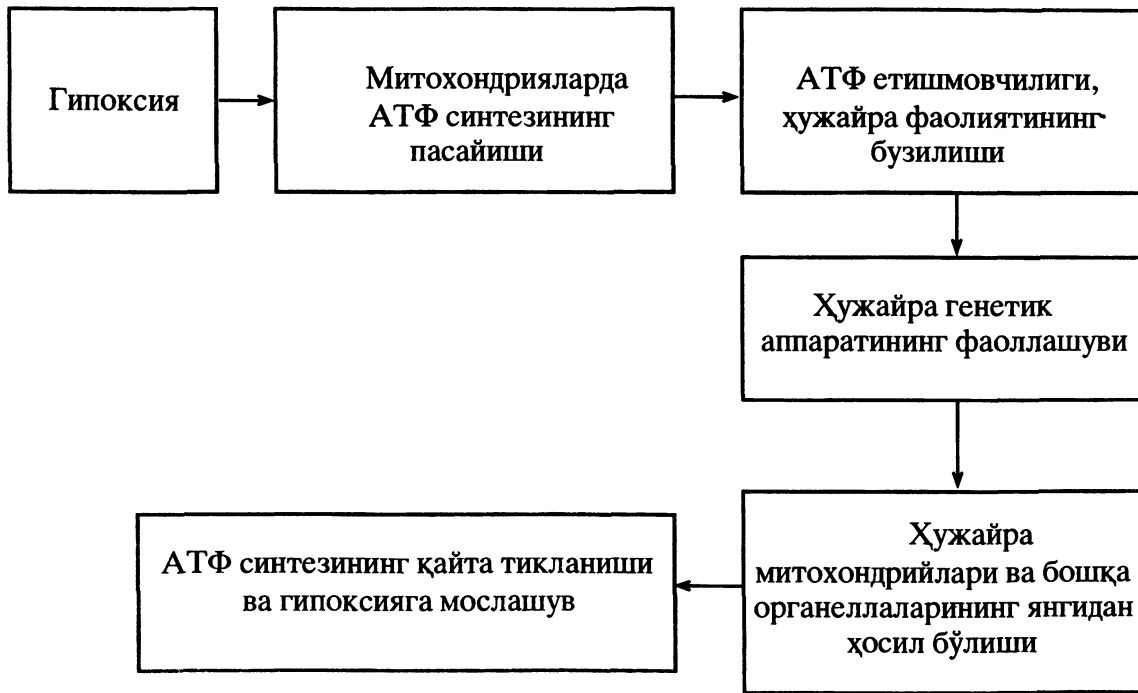 Гипоксия
Митохондрияларда
АТФ синтезининг
пасайиши
АТФ етишмовчилиги,
ҳужайра фаолиятининг
бузилиши
Ҳужайра генетик
аппаратининг фаоллашуви
Ҳужайра
митохондрийлари ва бошқа
органеллаларининг янгидан
ҳосил бўлиши
АТФ синтезининг қайта тикланиши
ва гипоксияга мослашув